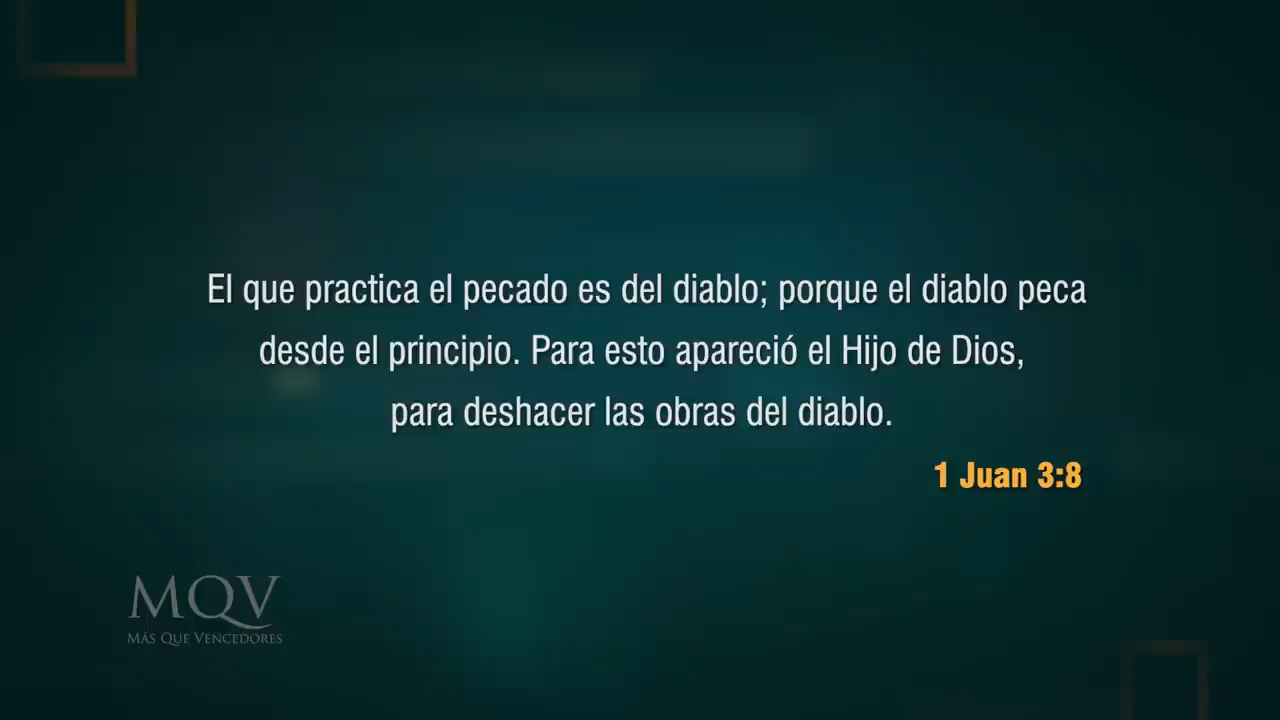 El que practica el pecado es del diablo; porque el diablo peca
desde el principio. Para esto apareció el Hijo de Dios,
para deshacer las obras del diablo.
1 Juan 3:8
MQV
MÁS QUE VENCEDORES